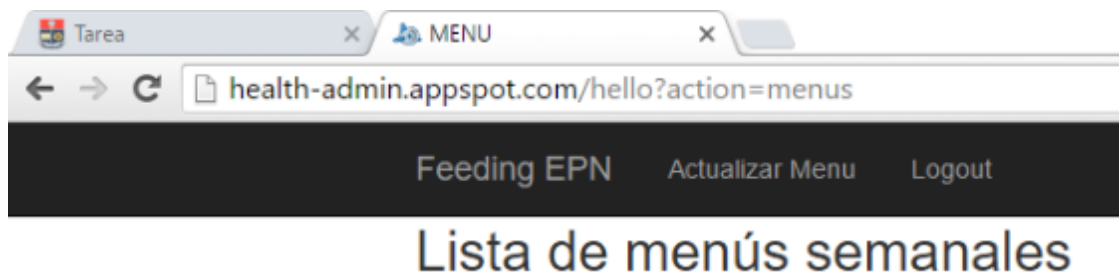 Tarea MENU
health-admin.appspot.com/hello?action=menus
Feeding EPN Actualizar Menu Logout
Lista de menús semanales